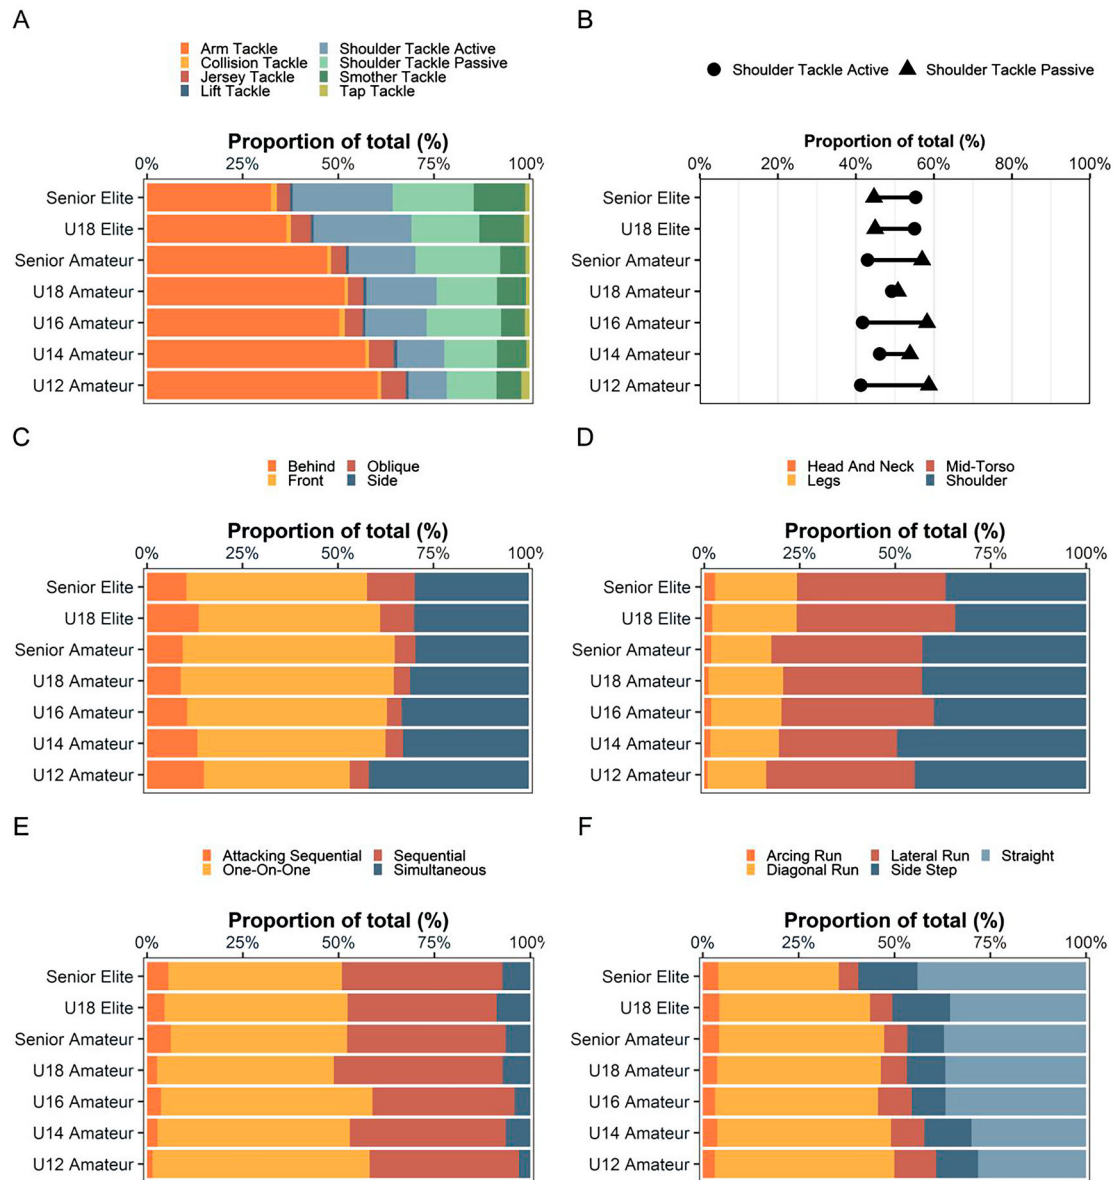 A
Arm Tackle Shoulder Tackle Active
Collision Tackle Shoulder Tackle Passive
Jersey Tackle Smother Tackle
Lift Tackle Tap Tackle
Proportion of total (%)
0% 25% 50% 75% 100%
Senior Elite
U18 Elite
Senior Amateur
U18 Amateur
U16 Amateur
U14 Amateur
U12 Amateur
B
Shoulder Tackle Active Shoulder Tackle Passive
Proportion of total (%)
0% 20% 40% 60% 80% 100%
Senior Elite
U18 Elite
Senior Amateur
U18 Amateur
U16 Amateur
U14 Amateur
U12 Amateur
C
Behind Oblique
Front Side
Proportion of total (%)
0% 25% 50% 75% 100%
Senior Elite
U18 Elite
Senior Amateur
U18 Amateur
U16 Amateur
U14 Amateur
U12 Amateur
D
Head And Neck Mid-Torso
Legs Shoulder
Proportion of total (%)
0% 25% 50% 75% 100%
Senior Elite
U18 Elite
Senior Amateur
U18 Amateur
U16 Amateur
U14 Amateur
U12 Amateur
E
Attacking Sequential Sequential
One-On-One Simultaneous
Proportion of total (%)
0% 25% 50% 75% 100%
Senior Elite
U18 Elite
Senior Amateur
U18 Amateur
U16 Amateur
U14 Amateur
U12 Amateur
F
Arcing Run Lateral Run Straight
Diagonal Run Side Step
Proportion of total (%)
0% 25% 50% 75% 100%
Senior Elite
U18 Elite
Senior Amateur
U18 Amateur
U16 Amateur
U14 Amateur
U12 Amateur